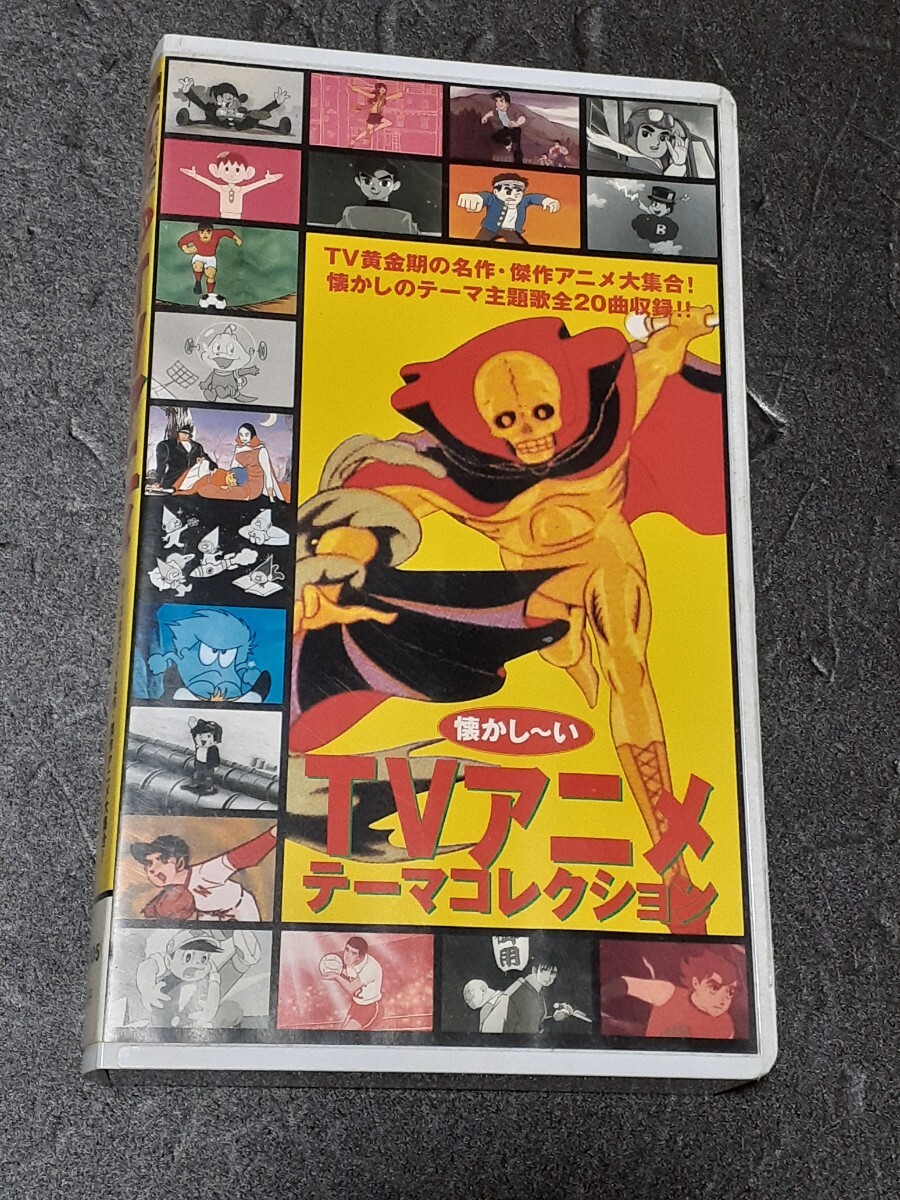 B
TV黄金期の名作・傑作アニメ大集合!
懐かしのテーマ主題歌全20曲収録!!
懐かし〜い
TVアニメ
テーマコレクション
御用